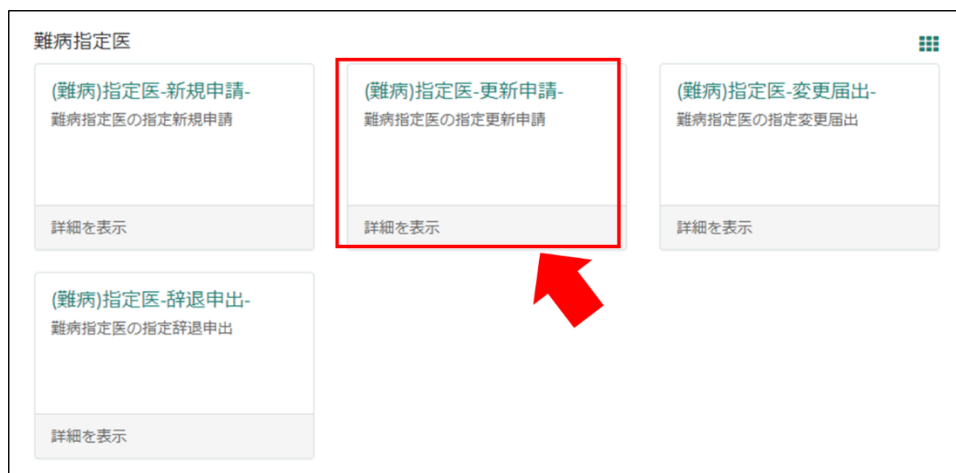 難病指定医
(難病)指定医-新規申請-
難病指定医の指定新規申請
詳細を表示
(難病)指定医-更新申請-
難病指定医の指定更新申請
詳細を表示
(難病)指定医-変更届出-
難病指定医の指定変更届出
詳細を表示
(難病)指定医-辞退申出-
難病指定医の指定辞退申出
詳細を表示